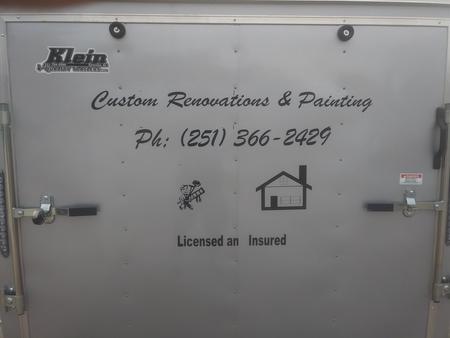 Klein
Custom Renovations & Painting
Ph: (251) 366-2429
Licensed an Insured